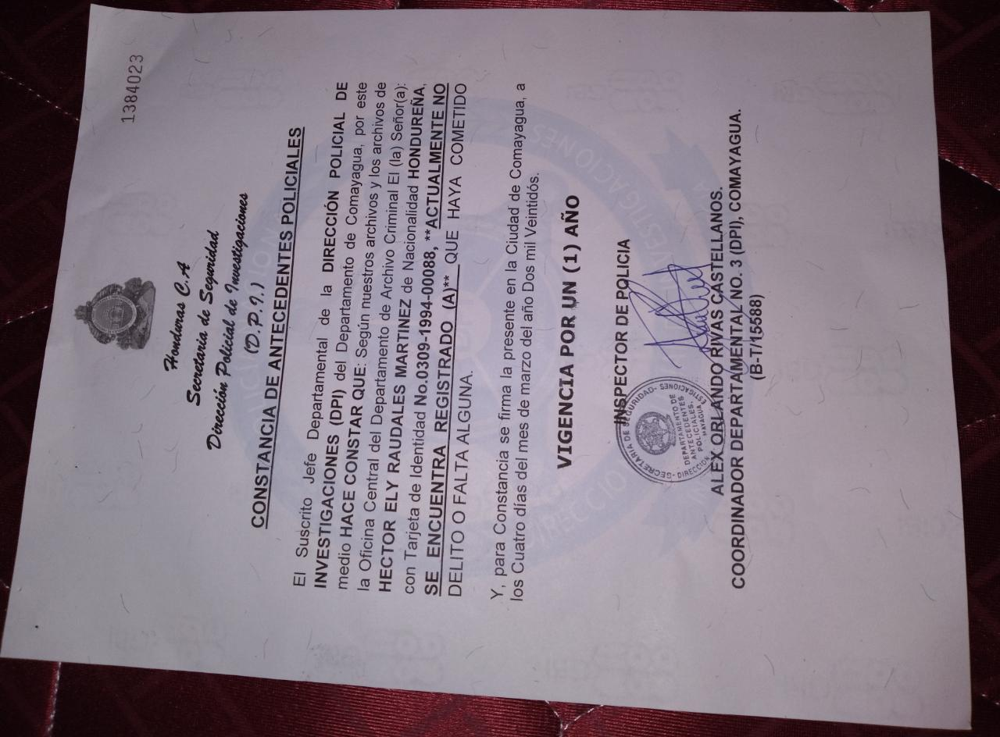 1384023
Honduras C.A
Secretaria de Seguridad
Dirección Policial de Investigaciones
(D.P.I.)
CONSTANCIA DE ANTECEDENTES POLICIALES
El Suscrito Jefe Departamental de la DIRECCIÓN POLICIAL DE
INVESTIGACIONES (DPI) del Departamento de Comayagua, por este
medio HACE CONSTAR QUE: Según nuestros archivos y los archivos de
la Oficina Central del Departamento de Archivo Criminal El (la) Señor(a):
HECTOR ELY RAUDALES MARTINEZ de Nacionalidad HONDUREÑA,
con Tarjeta de Identidad No.0309-1994-00088, **ACTUALMENTE NO
SE ENCUENTRA REGISTRADO (A)** QUE HAYA COMETIDO
DELITO O FALTA ALGUNA.
Y, para Constancia se firma la presente en la Ciudad de Comayagua, a
los Cuatro días del mes de marzo del año Dos mil Veintidós.
VIGENCIA POR UN (1) AÑO
INSPECTOR DE POLICIA
SECRETARIA DE SEGURIDAD
DEPARTAMENTO DE
ANTECEDENTES
POLICIALES
ALEX ORLANDO RIVAS CASTELLANOS.
COORDINADOR DEPARTAMENTAL NO. 3 (DPI), COMAYAGUA.
(B-T/15588)